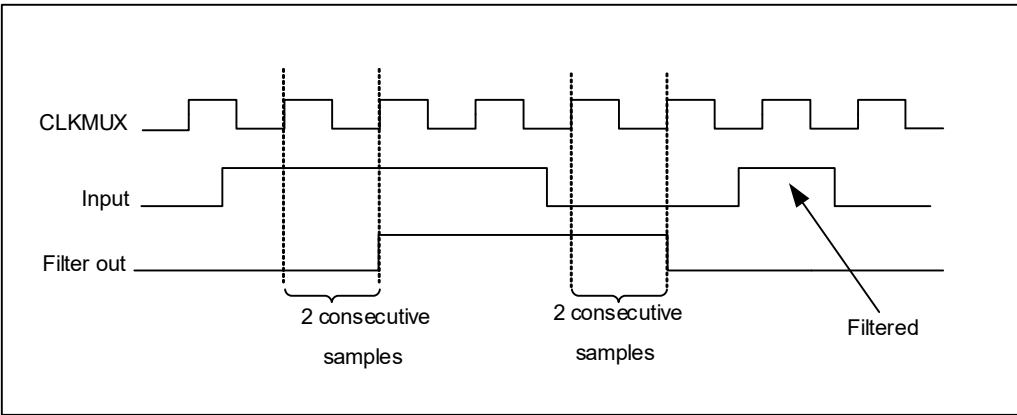 CLKMUX
Input
Filter out
2 consecutive
samples
2 consecutive
samples
Filtered